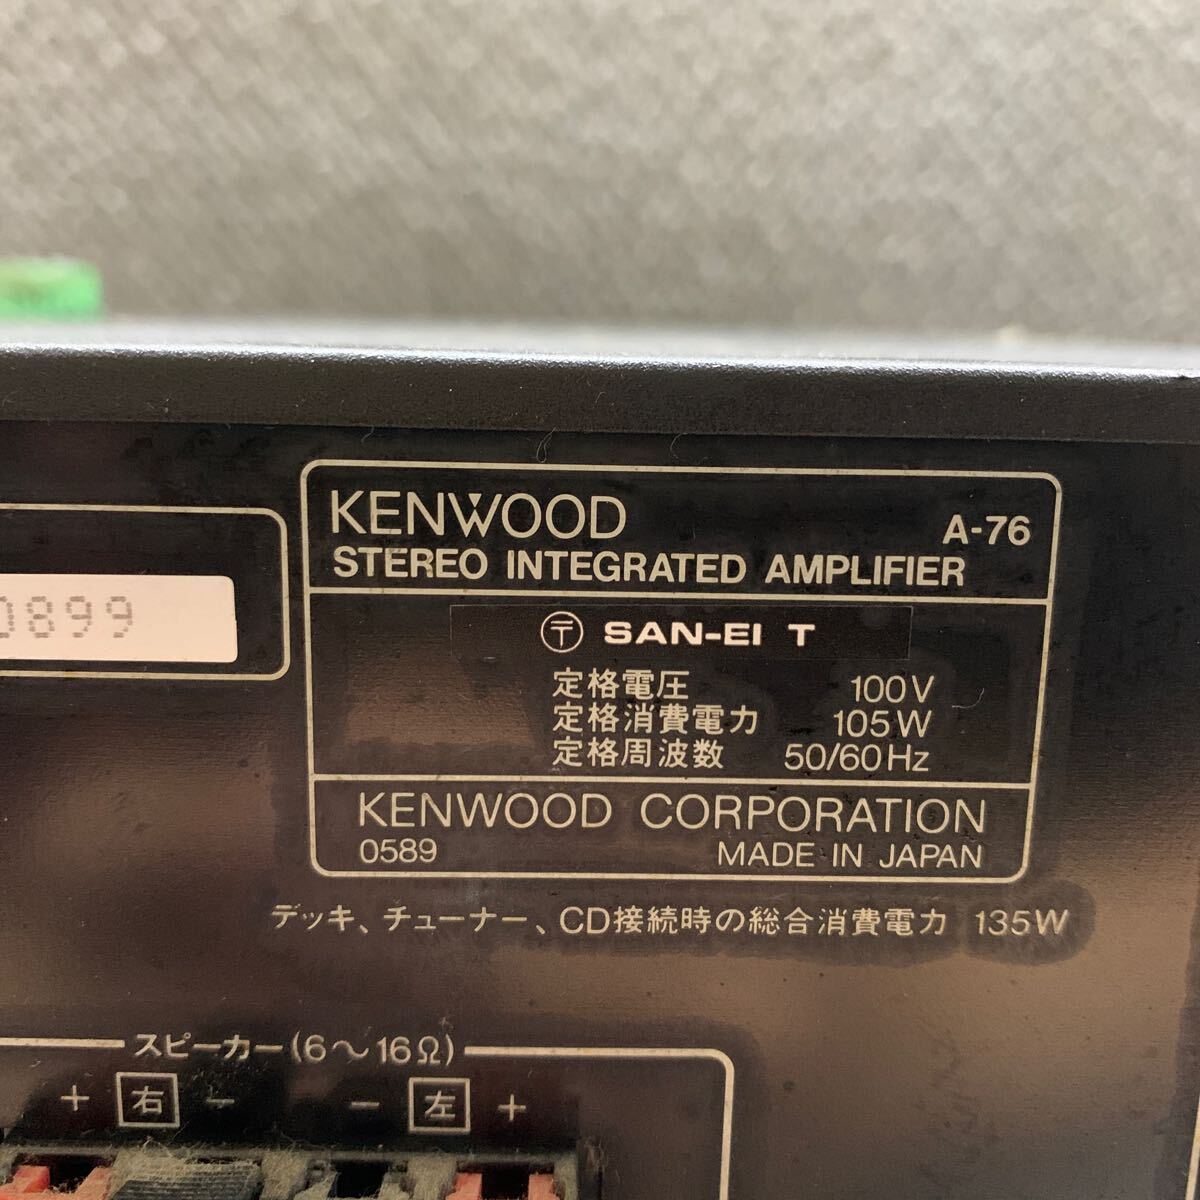 KENWOOD A-76
STEREO INTEGRATED AMPLIFIER
〒 SAN-EI T
定格電圧 100V
定格消費電力 105W
定格周波数 50/60Hz
KENWOOD CORPORATION
0589 MADE IN JAPAN
0899
デッキ、チューナー、CD接続時の総合消費電力 135W
スピーカー(6〜16Ω)
+ 右 − − 左 +